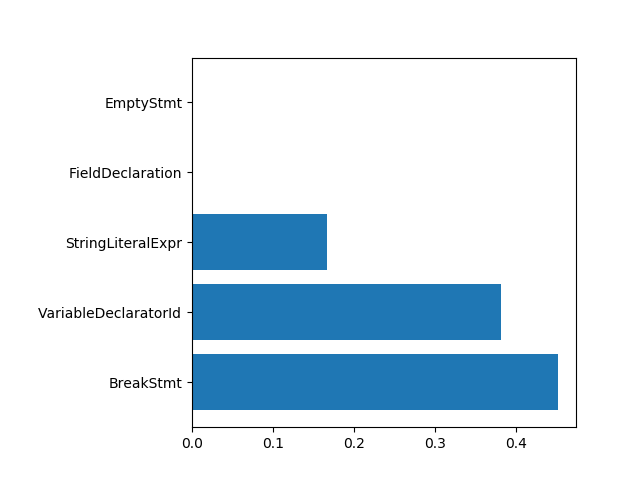 EmptyStmt
FieldDeclaration
StringLiteralExpr
VariableDeclaratorId
BreakStmt
0.0 0.1 0.2 0.3 0.4